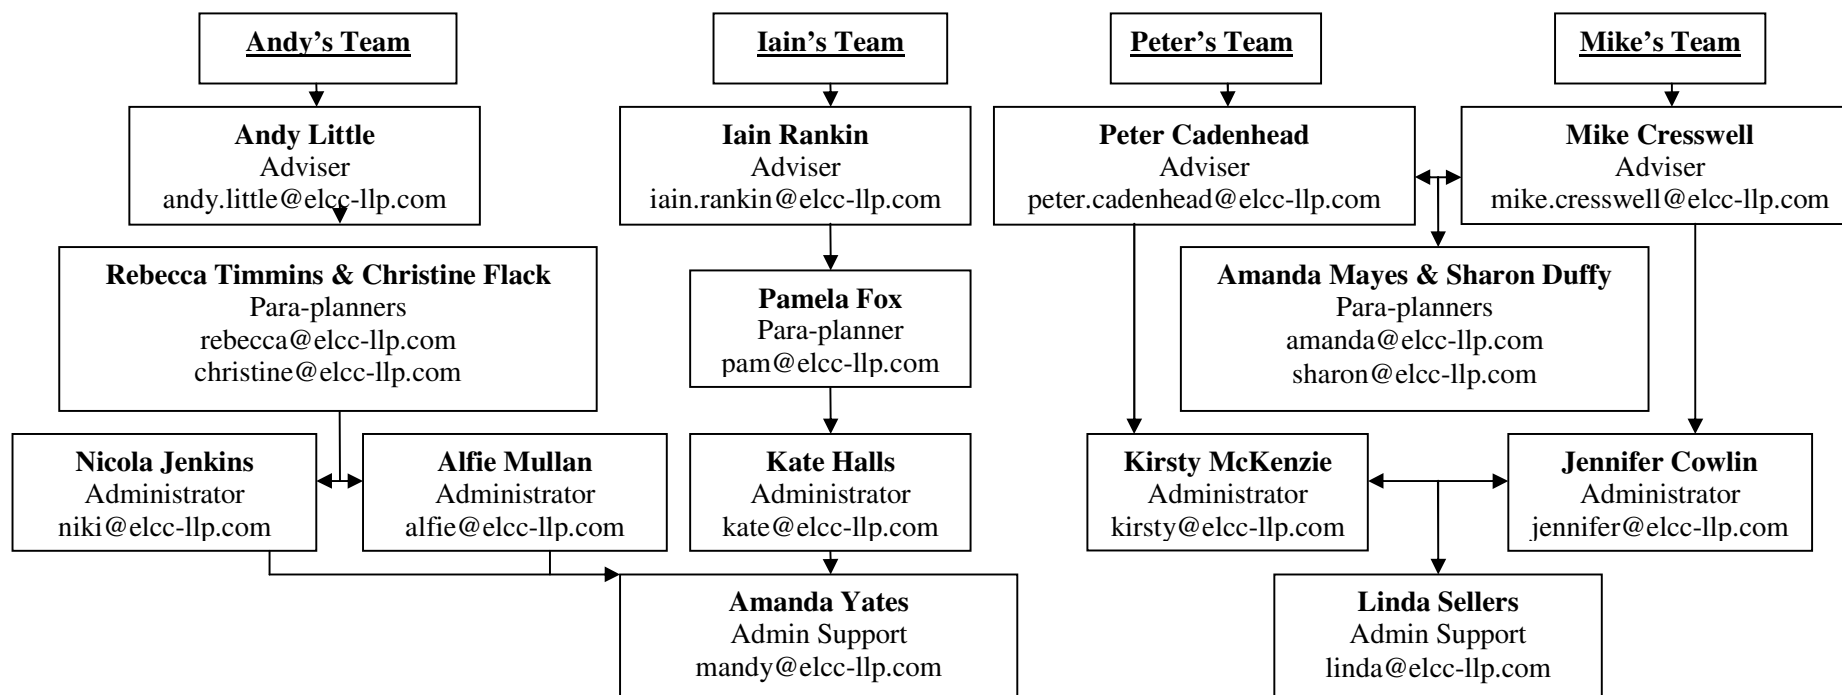 Andy’s Team
Iain’s Team
Peter’s Team
Mike’s Team
Andy Little
Adviser
andy.little@elcc-llp.com
Iain Rankin
Adviser
iain.rankin@elcc-llp.com
Peter Cadenhead
Adviser
peter.cadenhead@elcc-llp.com
Mike Cresswell
Adviser
mike.cresswell@elcc-llp.com
Rebecca Timmins & Christine Flack
Para-planners
rebecca@elcc-llp.com
christine@elcc-llp.com
Pamela Fox
Para-planner
pam@elcc-llp.com
Amanda Mayes & Sharon Duffy
Para-planners
amanda@elcc-llp.com
sharon@elcc-llp.com
Nicola Jenkins
Administrator
niki@elcc-llp.com
Alfie Mullan
Administrator
alfie@elcc-llp.com
Kate Halls
Administrator
kate@elcc-llp.com
Kirsty McKenzie
Administrator
kirsty@elcc-llp.com
Jennifer Cowlin
Administrator
jennifer@elcc-llp.com
Amanda Yates
Admin Support
mandy@elcc-llp.com
Linda Sellers
Admin Support
linda@elcc-llp.com